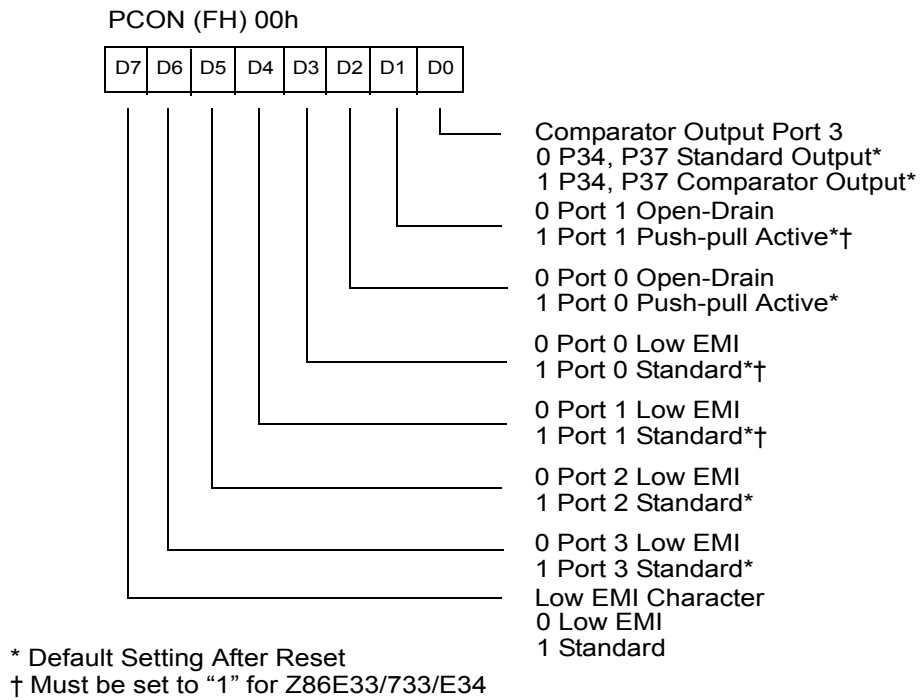 PCON (FH) 00h
D7 D6 D5 D4 D3 D2 D1 D0
Comparator Output Port 3
0 P34, P37 Standard Output*
1 P34, P37 Comparator Output*
0 Port 1 Open-Drain
1 Port 1 Push-pull Active*†
0 Port 0 Open-Drain
1 Port 0 Push-pull Active*
0 Port 0 Low EMI
1 Port 0 Standard*†
0 Port 1 Low EMI
1 Port 1 Standard*†
0 Port 2 Low EMI
1 Port 2 Standard*
0 Port 3 Low EMI
1 Port 3 Standard*
Low EMI Character
0 Low EMI
1 Standard
* Default Setting After Reset
† Must be set to “1” for Z86E33/733/E34